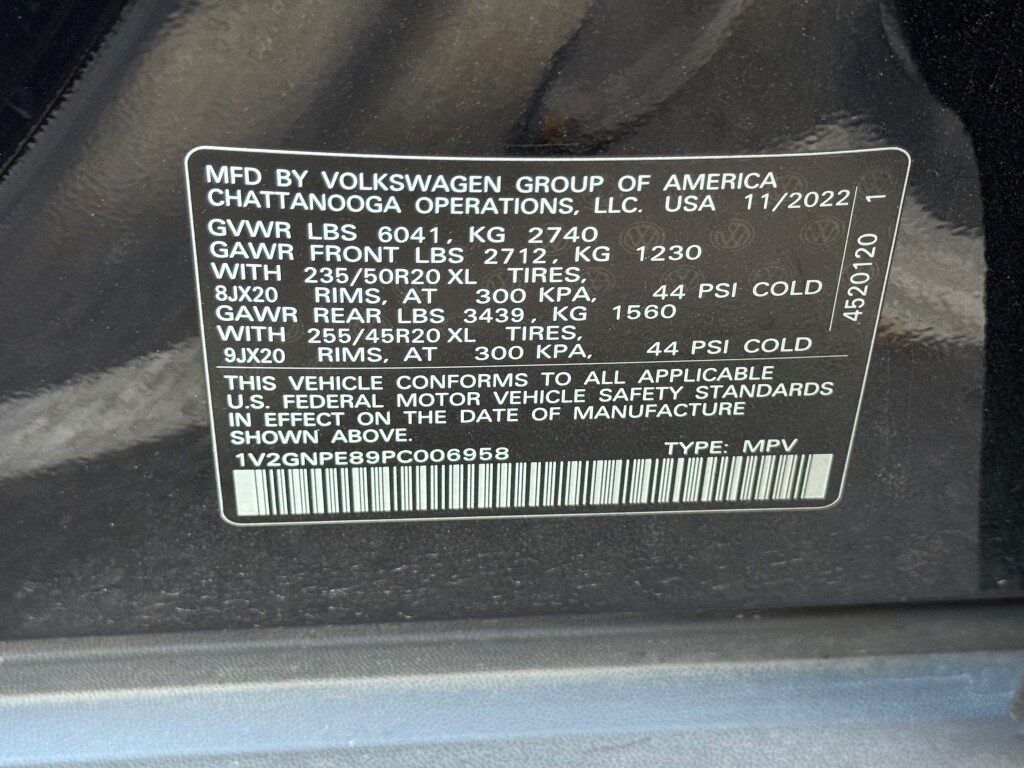 MFD BY VOLKSWAGEN GROUP OF AMERICA
CHATTANOOGA OPERATIONS, LLC. USA 11/2022
GVWR LBS 6041, KG 2740
GAWR FRONT LBS 2712, KG 1230
WITH 235/50R20 XL TIRES,
8JX20 RIMS, AT 300 KPA, 44 PSI COLD
GAWR REAR LBS 3439, KG 1560
WITH 255/45R20 XL TIRES,
9JX20 RIMS, AT 300 KPA, 44 PSI COLD
4520120 1
THIS VEHICLE CONFORMS TO ALL APPLICABLE
U.S. FEDERAL MOTOR VEHICLE SAFETY STANDARDS
IN EFFECT ON THE DATE OF MANUFACTURE
SHOWN ABOVE.
1V2GNPE89PC006958 TYPE: MPV